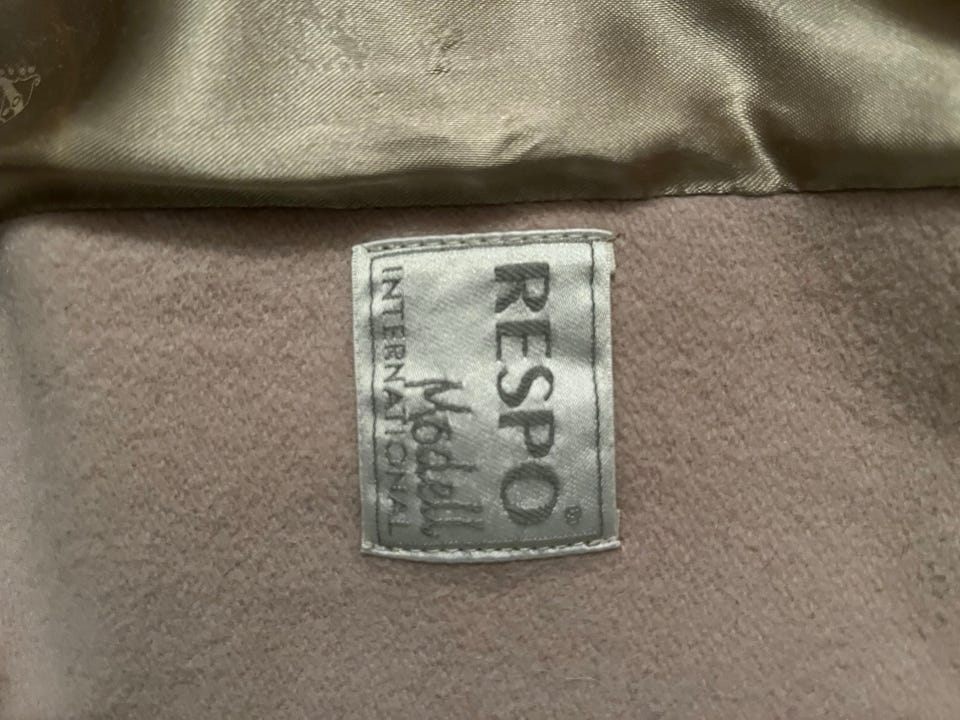 RESPO®
Modell
INTERNATIONAL